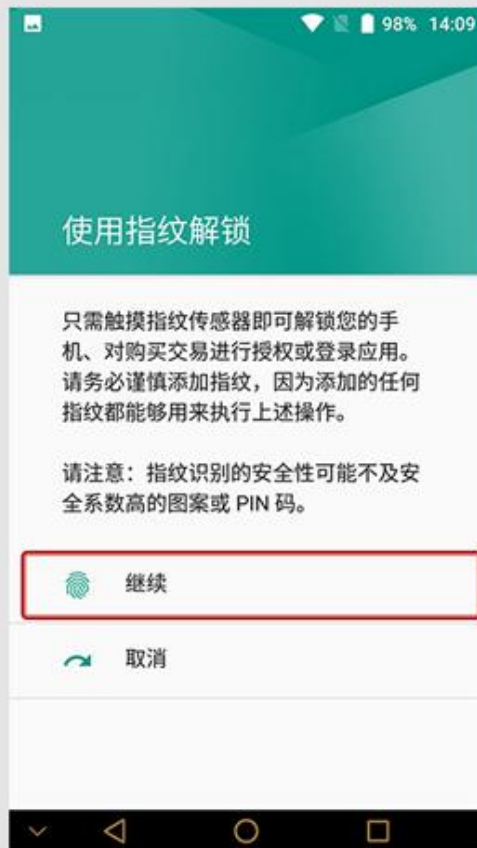 98% 14:09
使用指纹解锁
只需触摸指纹传感器即可解锁您的手
机、对购买交易进行授权或登录应用。
请务必谨慎添加指纹，因为添加的任何
指纹都能够用来执行上述操作。
请注意：指纹识别的安全性可能不及安
全系数高的图案或 PIN 码。
继续
取消